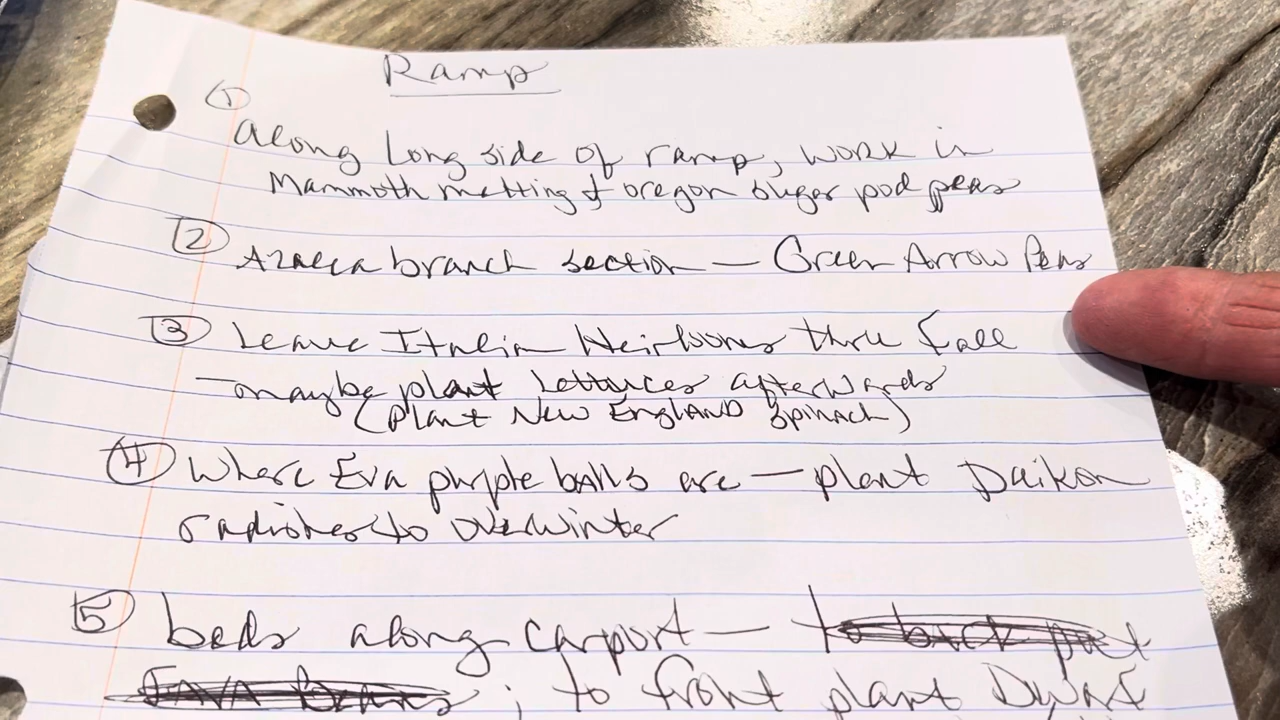 Ramp
①
along Long side of ramp, work in
Mammoth melting & oregon suger pod peas
② Azalea branch section — Green Arrow Peas
③ Leave Italian Heirlooms thru Fall
— maybe plant Lettuces afterwards
(Plant New England Spinach)
④ Where Eva purple balls are — plant Daikon
radishes to overwinter
⑤ beds along carport —
; to front plant Dwarf